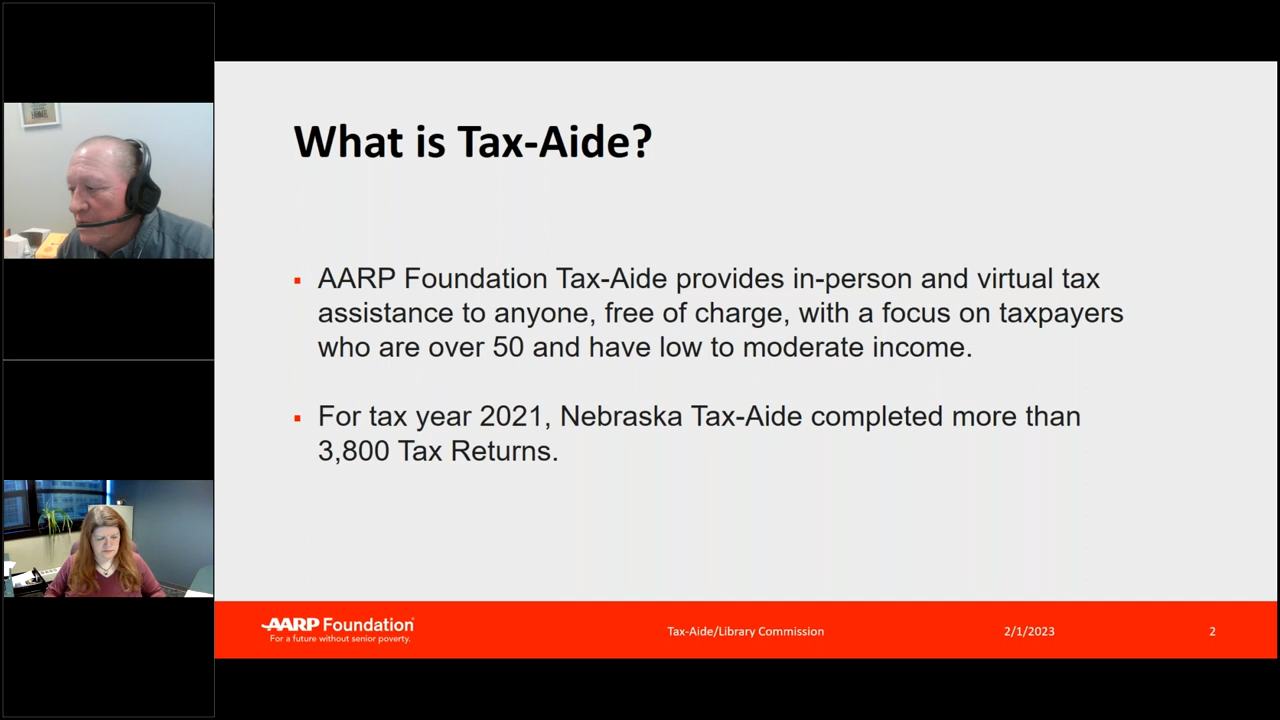 What is Tax-Aide?
▪ AARP Foundation Tax-Aide provides in-person and virtual tax
assistance to anyone, free of charge, with a focus on taxpayers
who are over 50 and have low to moderate income.
▪ For tax year 2021, Nebraska Tax-Aide completed more than
3,800 Tax Returns.
AARP Foundation
For a future without senior poverty.
Tax-Aide/Library Commission
2/1/2023
2